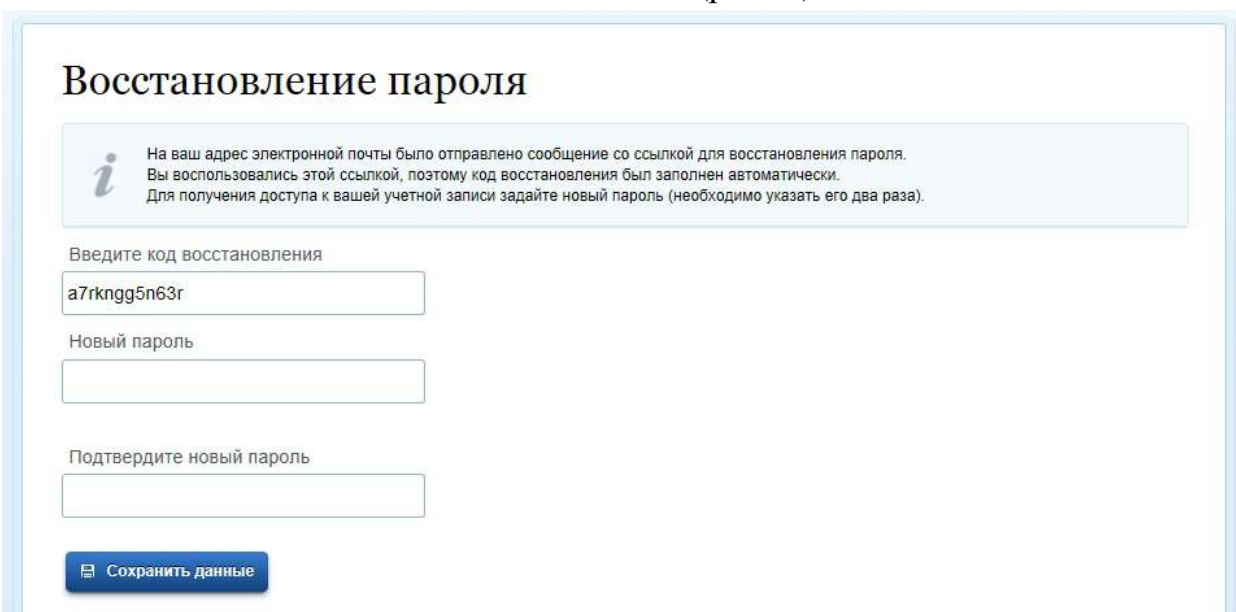 Восстановление пароля
На ваш адрес электронной почты было отправлено сообщение со ссылкой для восстановления пароля.
Вы воспользовались этой ссылкой, поэтому код восстановления был заполнен автоматически.
Для получения доступа к вашей учетной записи задайте новый пароль (необходимо указать его два раза).
Введите код восстановления
a7rkngg5n63r
Новый пароль
Подтвердите новый пароль
Сохранить данные